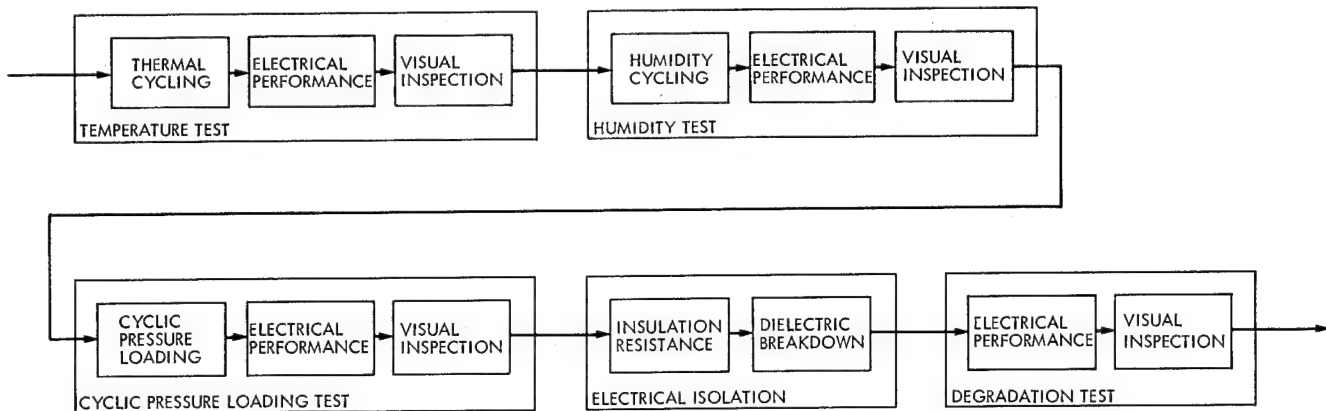 THERMAL
CYCLING
ELECTRICAL
PERFORMANCE
VISUAL
INSPECTION
TEMPERATURE TEST
HUMIDITY
CYCLING
ELECTRICAL
PERFORMANCE
VISUAL
INSPECTION
HUMIDITY TEST
CYCLIC
PRESSURE
LOADING
ELECTRICAL
PERFORMANCE
VISUAL
INSPECTION
CYCLIC PRESSURE LOADING TEST
INSULATION
RESISTANCE
DIELECTRIC
BREAKDOWN
ELECTRICAL ISOLATION
ELECTRICAL
PERFORMANCE
VISUAL
INSPECTION
DEGRADATION TEST